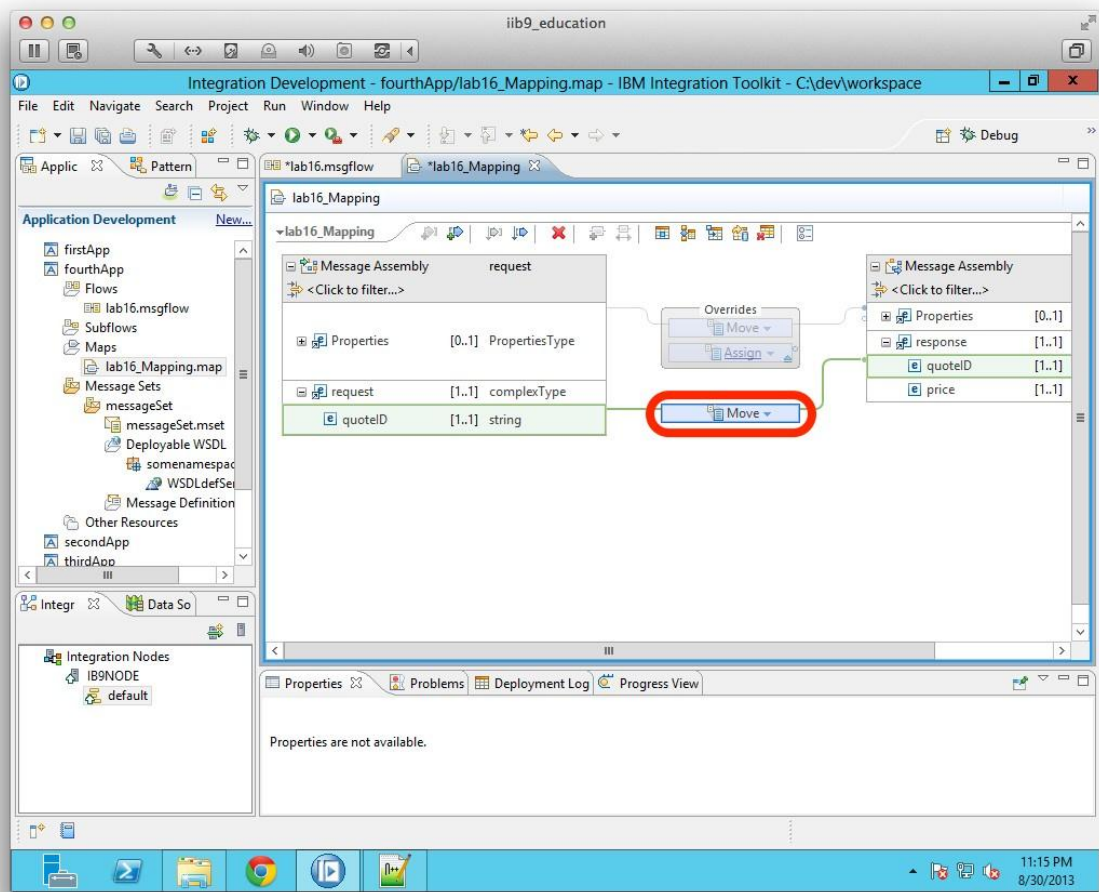 iib9_education
Integration Development - fourthApp/lab16_Mapping.map - IBM Integration Toolkit - C:\dev\workspace
File Edit Navigate Search Project Run Window Help
Debug
Applic
Pattern
*lab16.msgflow
*lab16_Mapping
Application Development New...
firstApp
fourthApp
Flows
lab16.msgflow
Subflows
Maps
lab16_Mapping.map
Message Sets
messageSet
messageSet.mset
Deployable WSDL
somenamespac
WSDLdefSer
Message Definition
Other Resources
secondApp
thirdApp
lab16_Mapping
lab16_Mapping
Message Assembly request
<Click to filter...>
Properties [0..1] PropertiesType
request [1..1] complexType
quoteID [1..1] string
Overrides
Move
Assign
Move
Message Assembly
<Click to filter...>
Properties [0..1]
response [1..1]
quoteID [1..1]
price [1..1]
Integr
Data So
Integration Nodes
IB9NODE
default
Properties
Problems
Deployment Log
Progress View
Properties are not available.
11:15 PM
8/30/2013